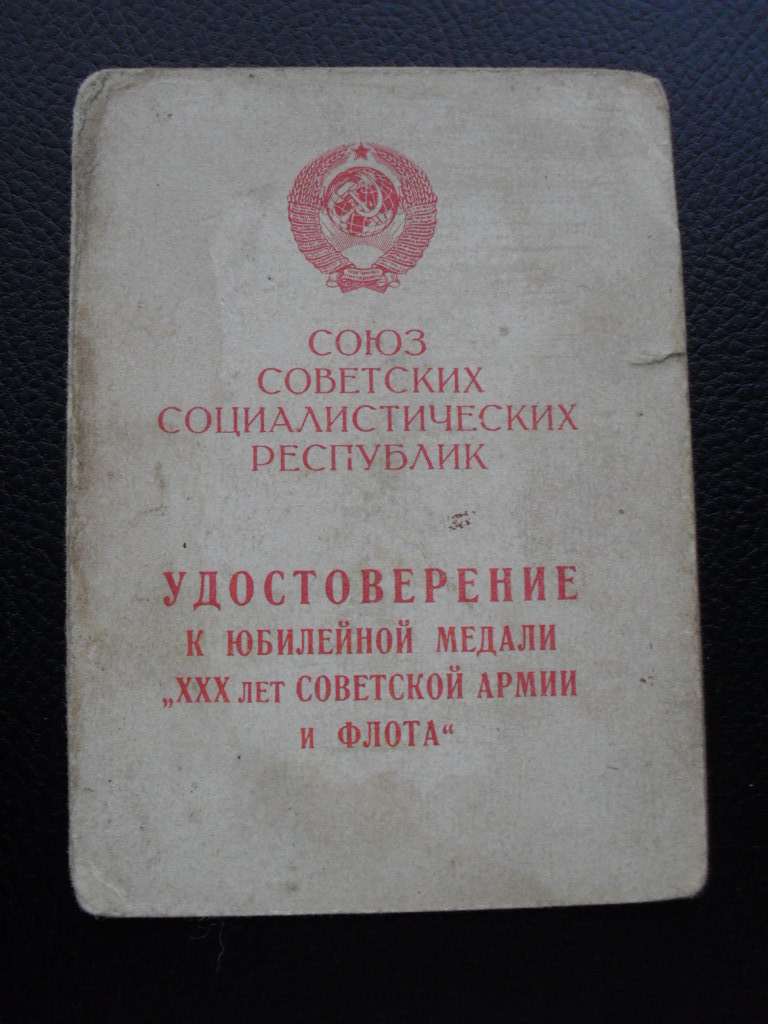 СОЮЗ
СОВЕТСКИХ
СОЦИАЛИСТИЧЕСКИХ
РЕСПУБЛИК
УДОСТОВЕРЕНИЕ
К ЮБИЛЕЙНОЙ МЕДАЛИ
„XXX лет СОВЕТСКОЙ АРМИИ
и ФЛОТА“